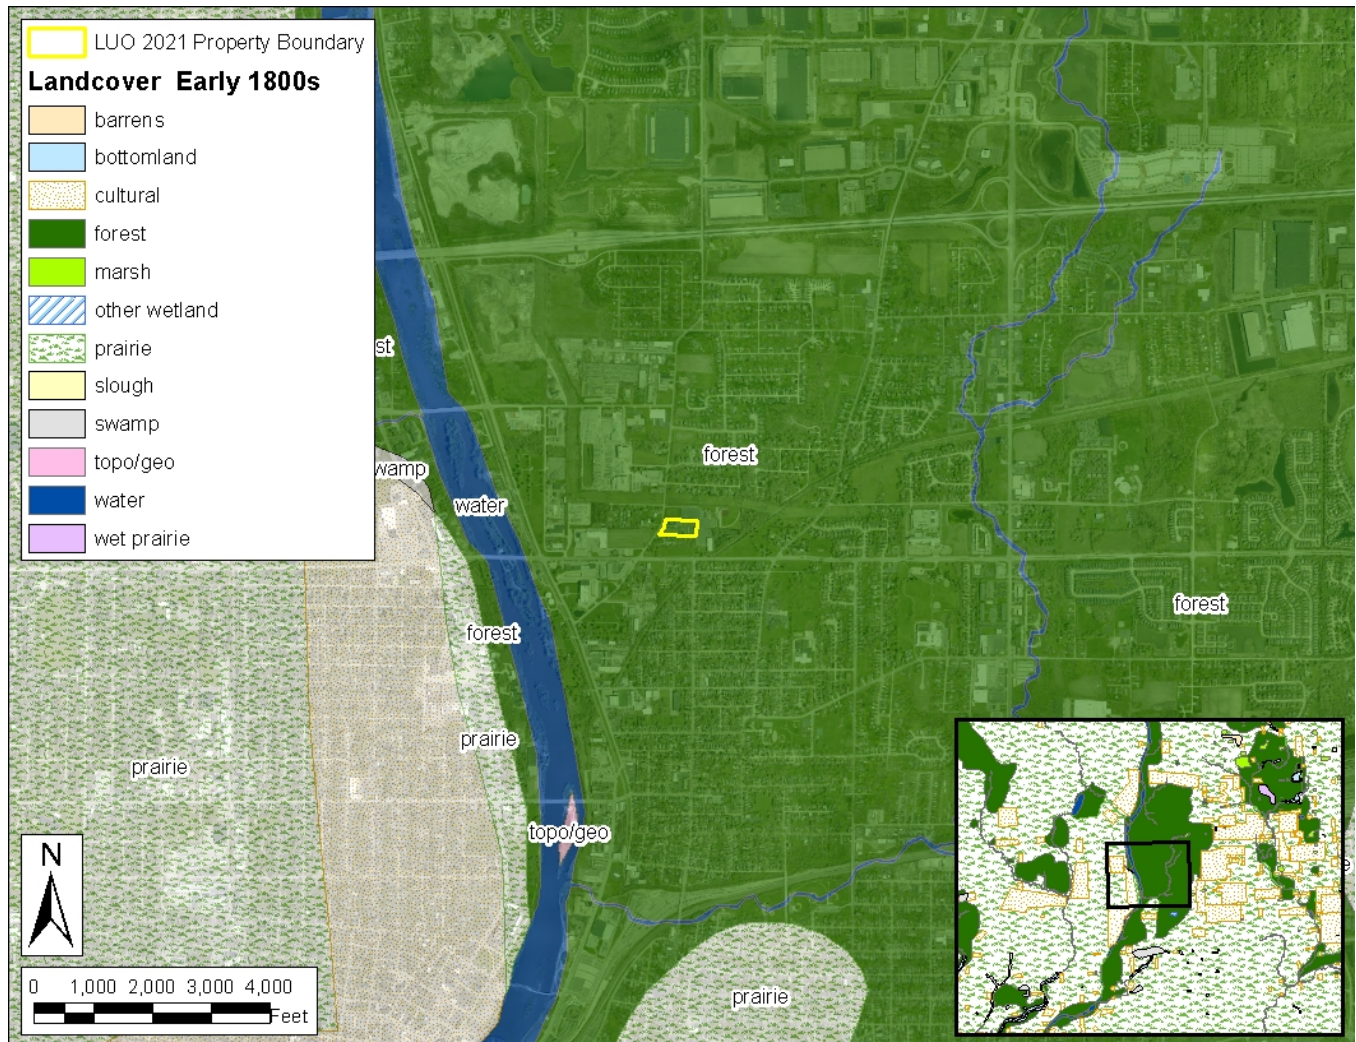 LUO 2021 Property Boundary
Landcover Early 1800s
barrens
bottomland
cultural
forest
marsh
other wetland
prairie
slough
swamp
topo/geo
water
wet prairie
st
wamp
water
forest
forest
forest
prairie
prairie
topo/geo
prairie
N
0 1,000 2,000 3,000 4,000
Feet
e